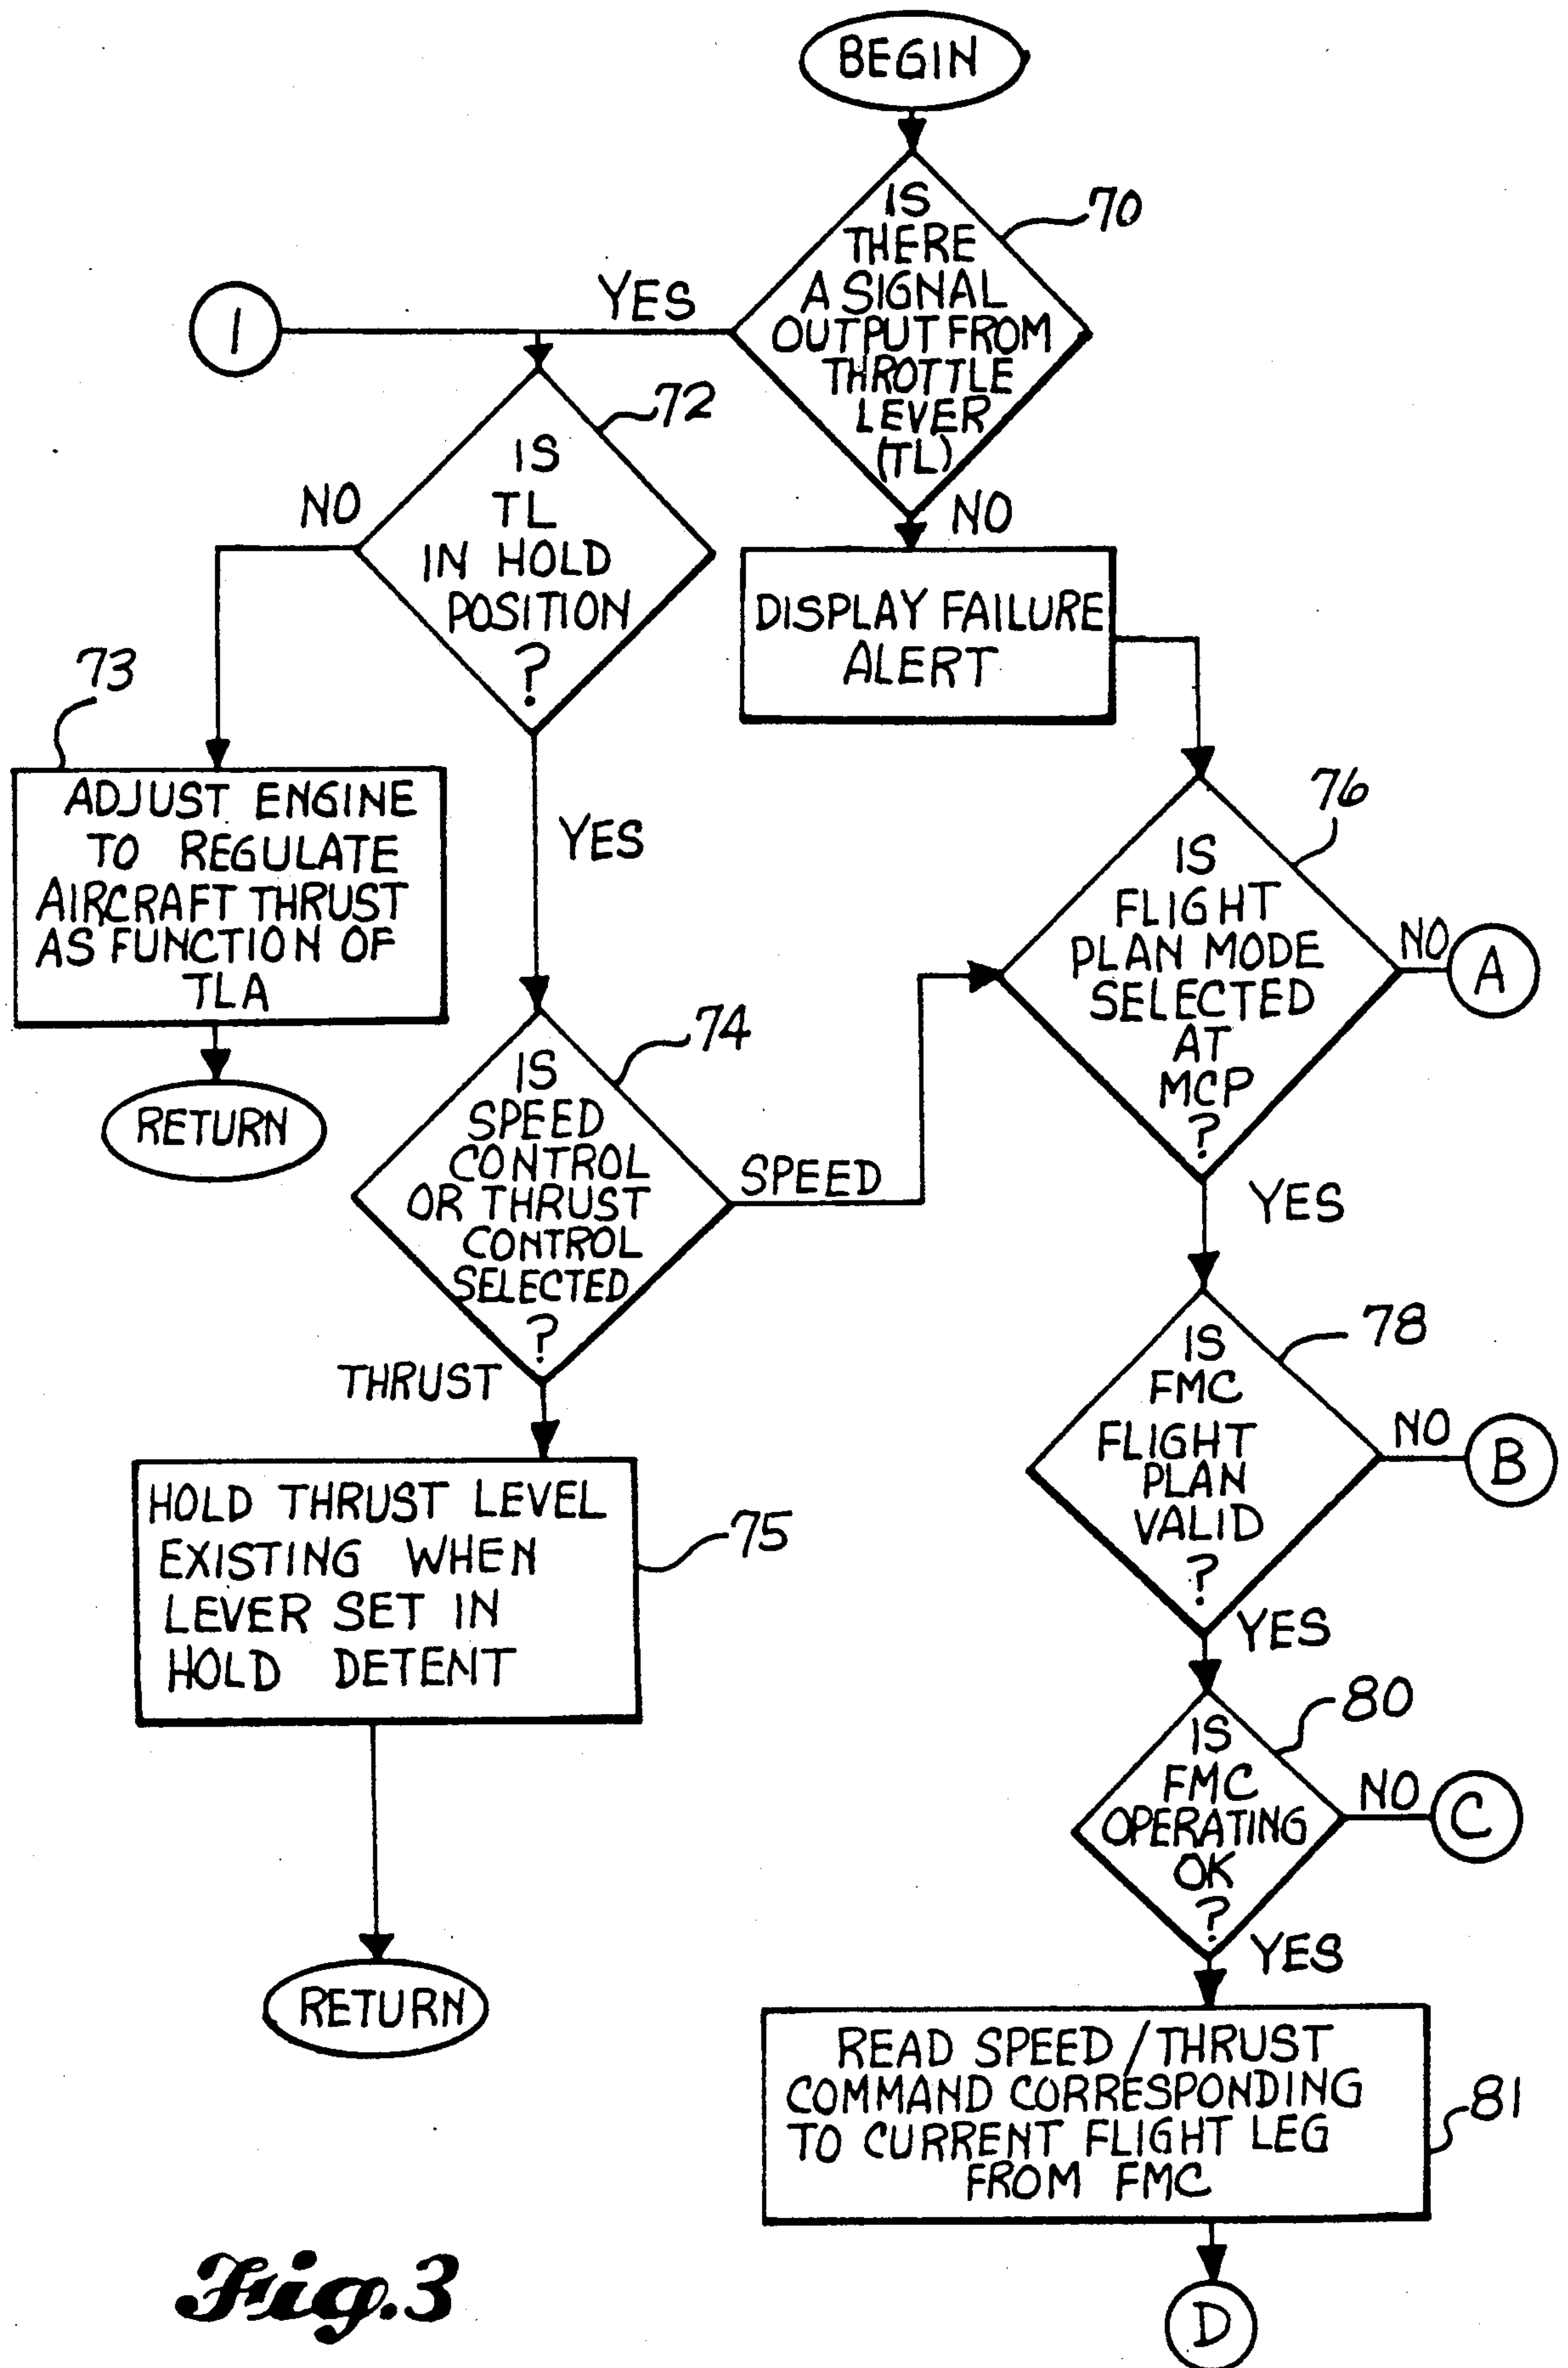 BEGIN
IS
THERE
A SIGNAL
OUTPUT FROM
THROTTLE
LEVER
(TL)
70
YES
1
NO
DISPLAY FAILURE
ALERT
72
IS
TL
IN HOLD
POSITION
?
NO
73
ADJUST ENGINE
TO REGULATE
AIRCRAFT THRUST
AS FUNCTION OF
TLA
RETURN
YES
74
IS
SPEED
CONTROL
OR THRUST
CONTROL
SELECTED
?
SPEED
THRUST
HOLD THRUST LEVEL
EXISTING WHEN
LEVER SET IN
HOLD DETENT
75
RETURN
76
IS
FLIGHT
PLAN MODE
SELECTED
AT
MCP
?
NO
A
YES
78
IS
FMC
FLIGHT
PLAN
VALID
?
NO
B
YES
80
IS
FMC
OPERATING
OK
?
NO
C
YES
READ SPEED / THRUST
COMMAND CORRESPONDING
TO CURRENT FLIGHT LEG
FROM FMC
81
D
Fig.3